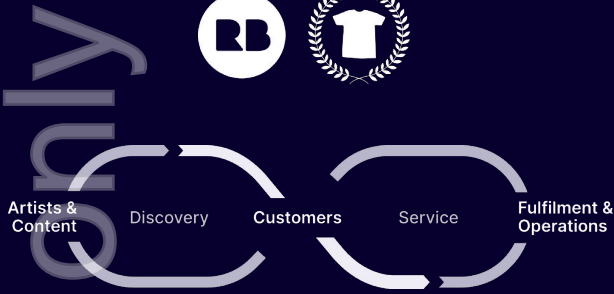 only
RB
Artists &
Content
Discovery
Customers
Service
Fulfilment &
Operations